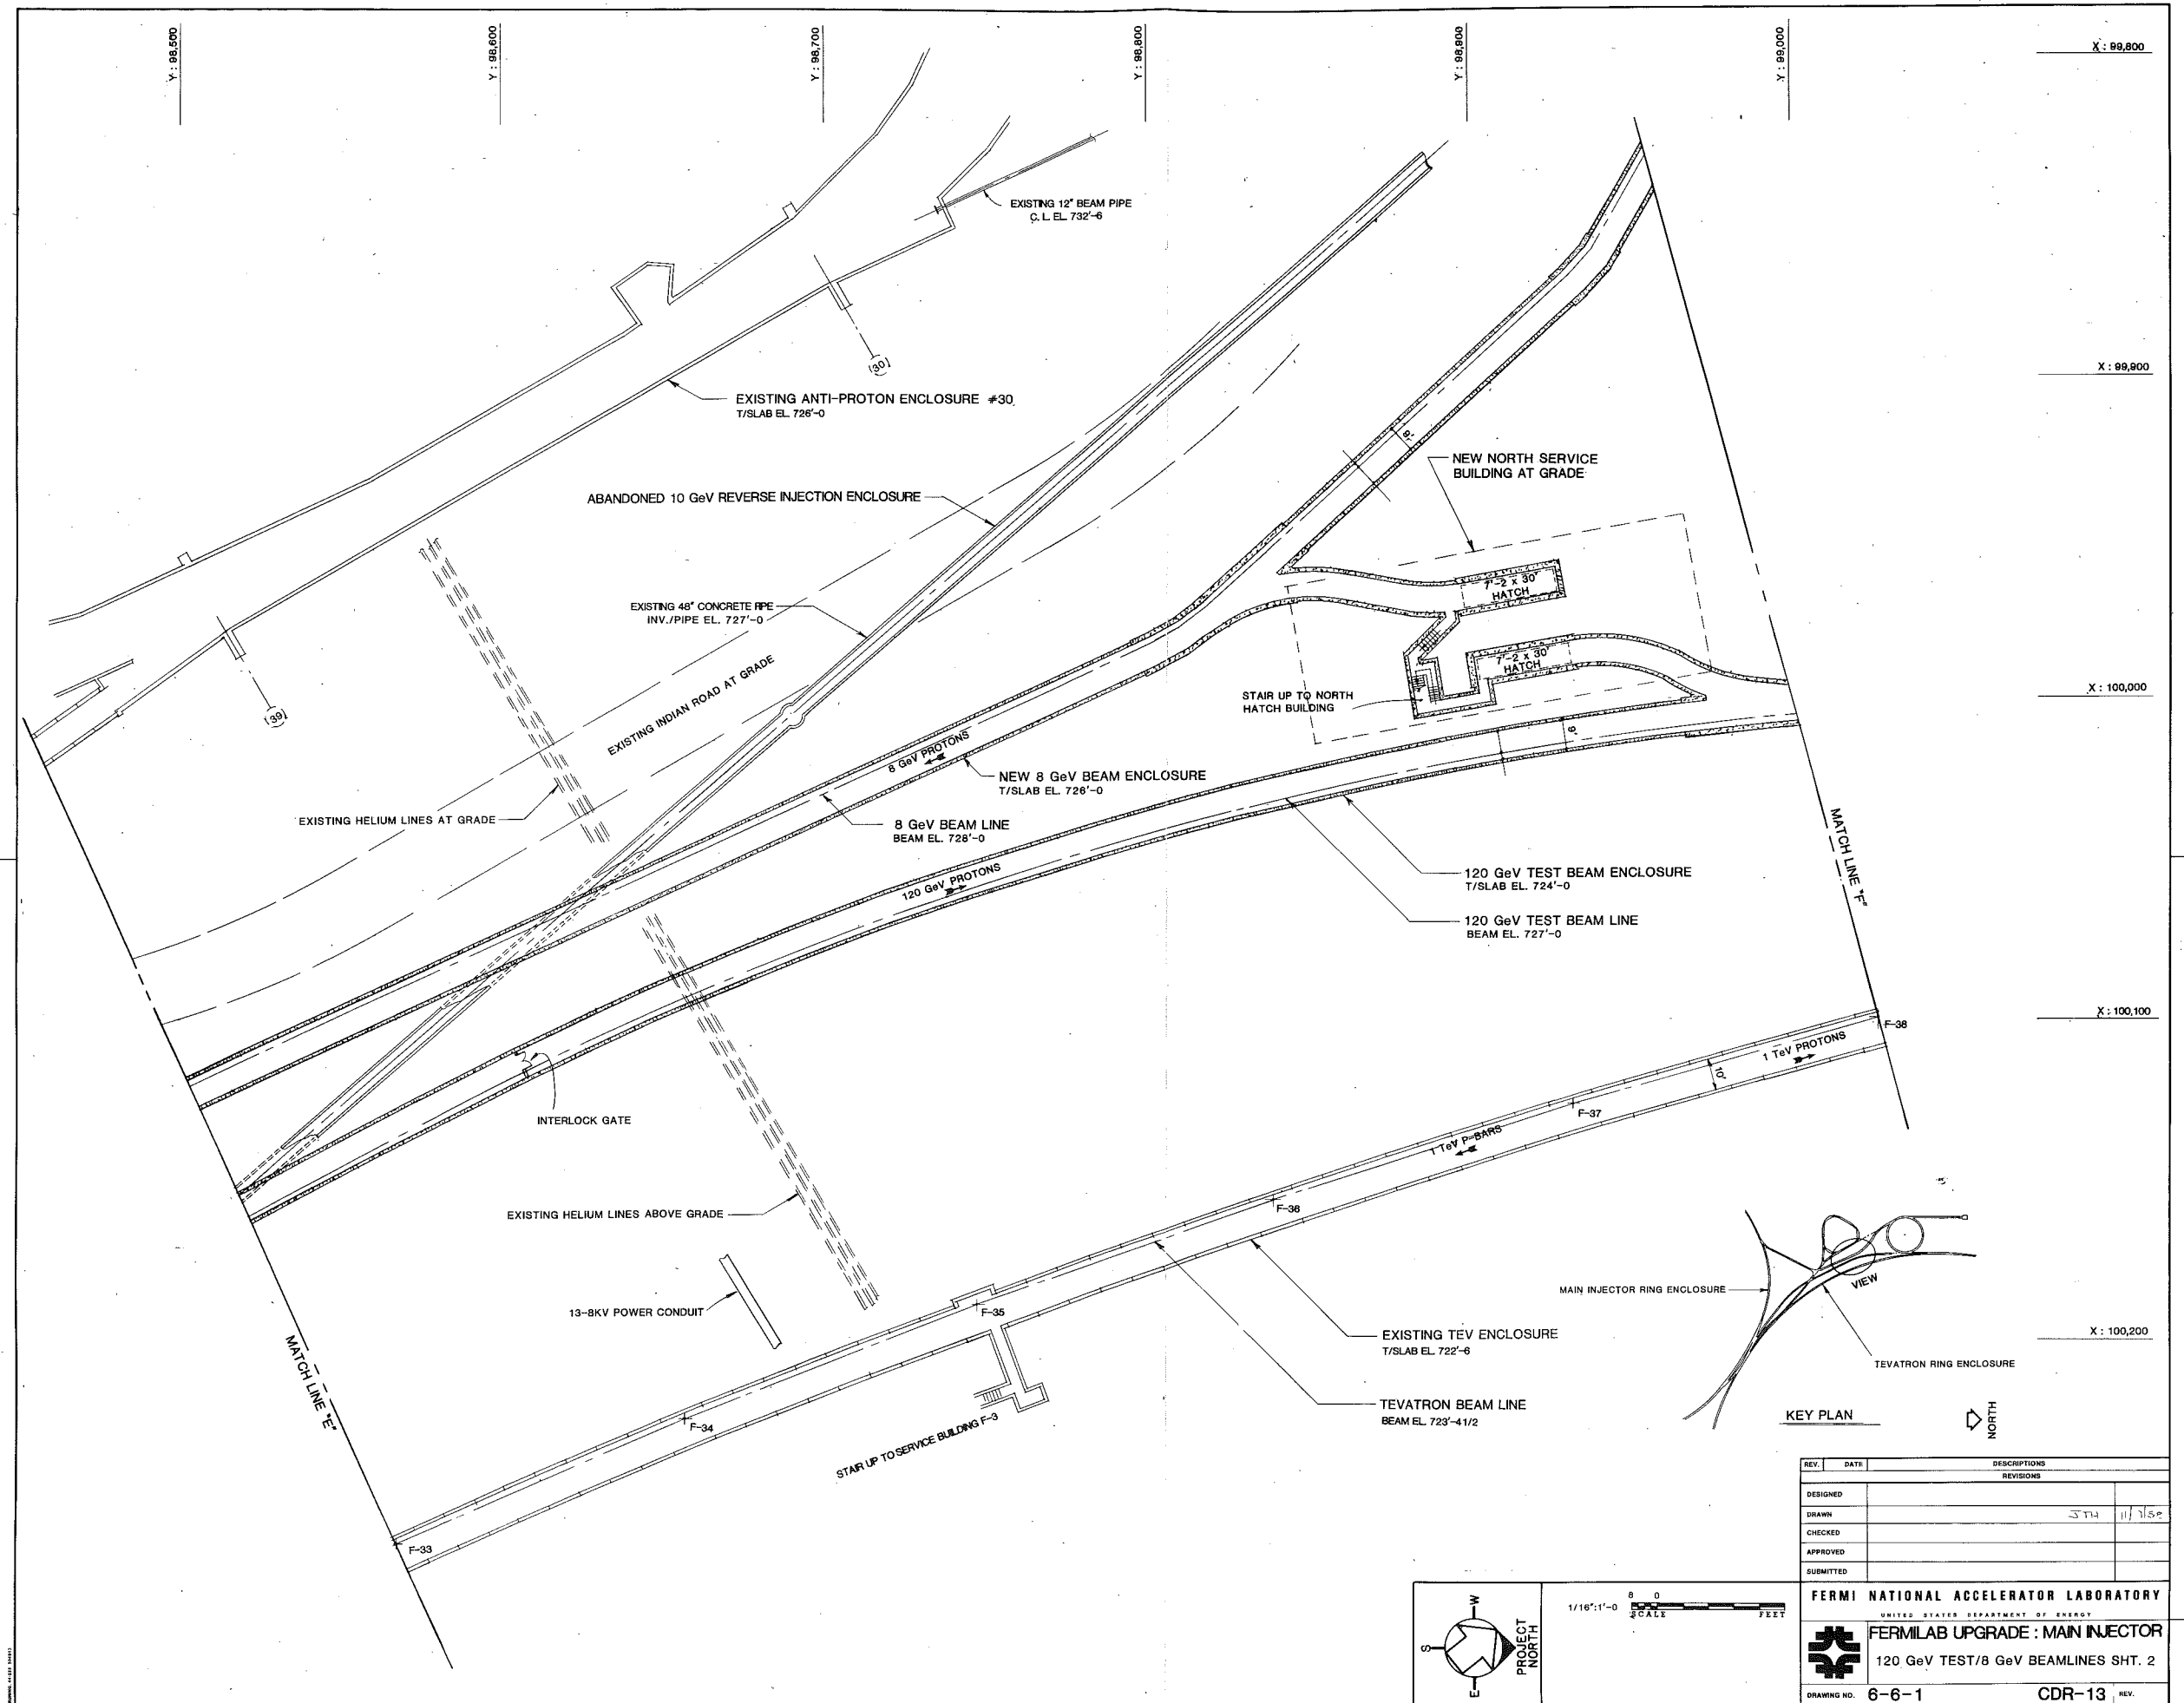 Y : 98,500
Y : 98,600
Y : 98,700
Y : 98,800
Y : 98,900
Y : 99,000
X : 99,800
EXISTING 12" BEAM PIPE
C. L. EL. 732'-6
X : 99,900
[30]
EXISTING ANTI-PROTON ENCLOSURE #30
T/SLAB EL. 726'-0
9'
NEW NORTH SERVICE
BUILDING AT GRADE
ABANDONED 10 GeV REVERSE INJECTION ENCLOSURE
7'-2 x 30'
HATCH
EXISTING 48" CONCRETE PIPE
INV./PIPE EL. 727'-0
7'-2 x 30'
HATCH
X : 100,000
STAIR UP TO NORTH
HATCH BUILDING
[39]
EXISTING INDIAN ROAD AT GRADE
9'
8 GeV PROTONS
NEW 8 GeV BEAM ENCLOSURE
T/SLAB EL. 726'-0
EXISTING HELIUM LINES AT GRADE
8 GeV BEAM LINE
BEAM EL. 728'-0
MATCH LINE "F"
120 GeV PROTONS
120 GeV TEST BEAM ENCLOSURE
T/SLAB EL. 724'-0
120 GeV TEST BEAM LINE
BEAM EL. 727'-0
X : 100,100
F-38
1 TeV PROTONS
10'
INTERLOCK GATE
F-37
1 TeV P-BARS
EXISTING HELIUM LINES ABOVE GRADE
F-36
13-8KV POWER CONDUIT
F-35
MAIN INJECTOR RING ENCLOSURE
VIEW
EXISTING TEV ENCLOSURE
T/SLAB EL. 722'-6
X : 100,200
TEVATRON RING ENCLOSURE
MATCH LINE "E"
TEVATRON BEAM LINE
BEAM EL. 723'-41/2
KEY PLAN
NORTH
F-34
STAIR UP TO SERVICE BUILDING F-3
F-33
REV. DATE DESCRIPTIONS
REVISIONS
DESIGNED
DRAWN JTH
CHECKED
APPROVED
SUBMITTED
W
S
E
PROJECT
NORTH
1/16":1'-0
8 0
SCALE FEET
FERMI NATIONAL ACCELERATOR LABORATORY
UNITED STATES DEPARTMENT OF ENERGY
FERMILAB UPGRADE : MAIN INJECTOR
120 GeV TEST/8 GeV BEAMLINES SHT. 2
DRAWING NO. 6-6-1 CDR-13 REV.